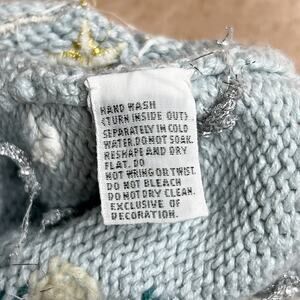 HAND WASH
<TURN INSIDE OUT>.
SEPARATELY IN COLD
WATER.DO NOT SOAK.
RESHAPE AND DRY
FLAT. DO
NOT WRING OR TWIST.
DO NOT BLEACH
DO NOT DRY CLEAN.
EXCLUSIVE OF
DECORATION.